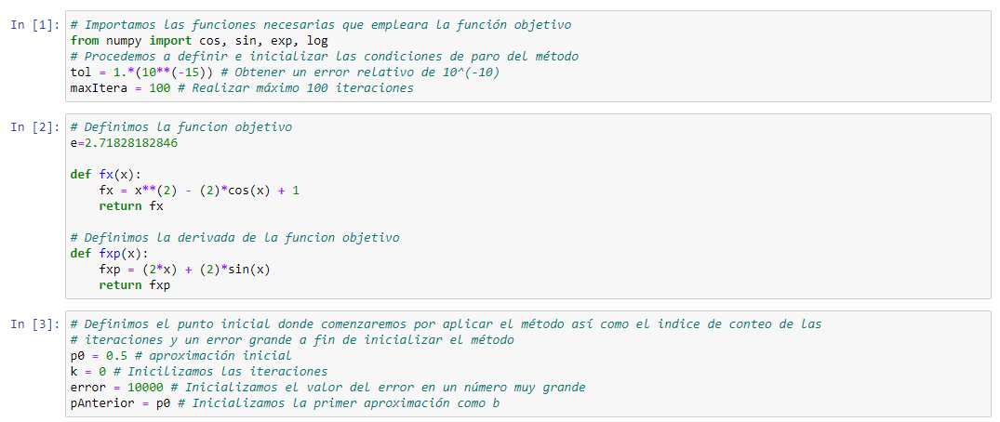 In [1]: # Importamos las funciones necesarias que empleara la función objetivo
from numpy import cos, sin, exp, log
# Procedemos a definir e inicializar las condiciones de paro del método
tol = 1.*(10**(-15)) # Obtener un error relativo de 10^(-10)
maxItera = 100 # Realizar máximo 100 iteraciones
In [2]: # Definimos la funcion objetivo
e=2.71828182846
def fx(x):
    fx = x**(2) - (2)*cos(x) + 1
    return fx
# Definimos la derivada de la funcion objetivo
def fxp(x):
    fxp = (2*x) + (2)*sin(x)
    return fxp
In [3]: # Definimos el punto inicial donde comenzaremos por aplicar el método así como el indice de conteo de las
# iteraciones y un error grande a fin de inicializar el método
p0 = 0.5 # aproximación inicial
k = 0 # Inicilizamos las iteraciones
error = 10000 # Inicializamos el valor del error en un número muy grande
pAnterior = p0 # Inicializamos la primer aproximación como b